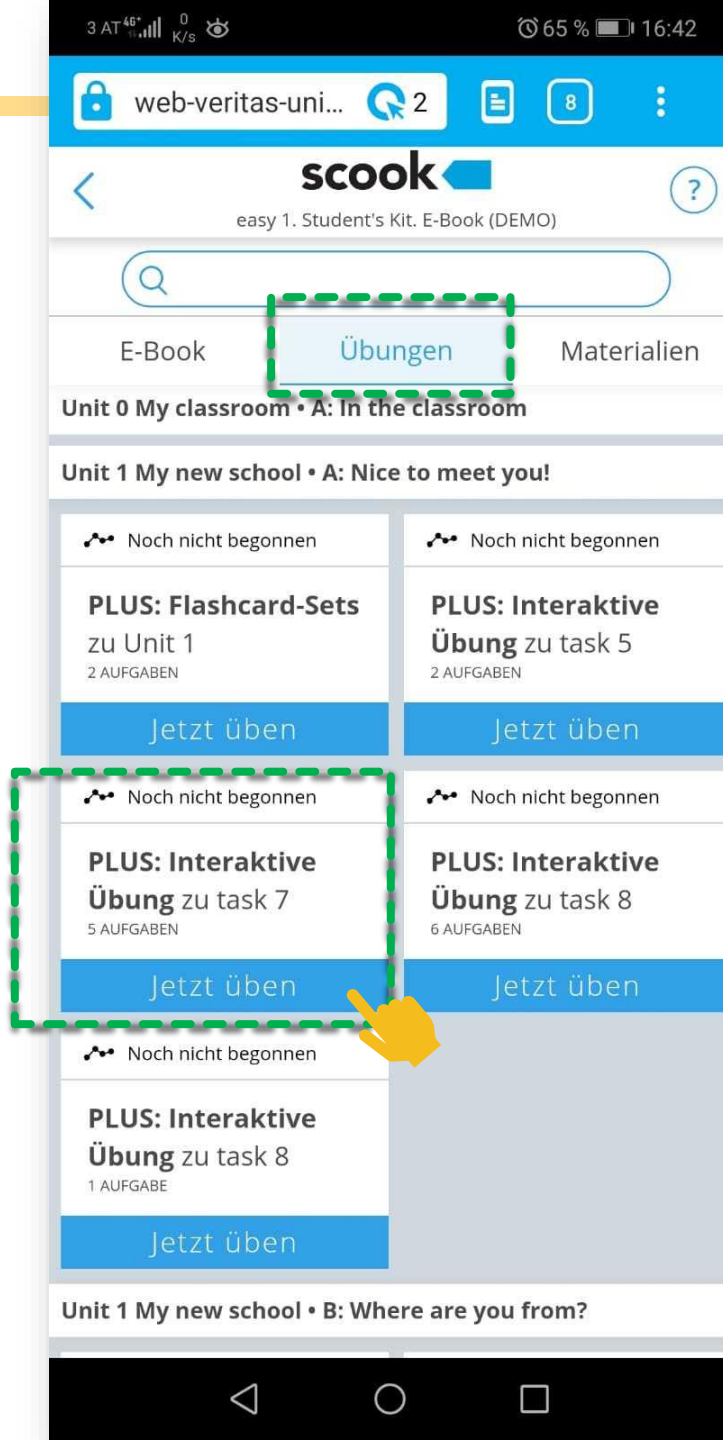 3 AT 4G+ 0 K/s 65 % 16:42
web-veritas-uni... 2 8
scook
?
easy 1. Student's Kit. E-Book (DEMO)
E-Book Übungen Materialien
Unit 0 My classroom • A: In the classroom
Unit 1 My new school • A: Nice to meet you!
Noch nicht begonnen Noch nicht begonnen
PLUS: Flashcard-Sets PLUS: Interaktive
zu Unit 1 Übung zu task 5
2 AUFGABEN 2 AUFGABEN
Jetzt üben Jetzt üben
Noch nicht begonnen Noch nicht begonnen
PLUS: Interaktive PLUS: Interaktive
Übung zu task 7 Übung zu task 8
5 AUFGABEN 6 AUFGABEN
Jetzt üben Jetzt üben
Noch nicht begonnen
PLUS: Interaktive
Übung zu task 8
1 AUFGABE
Jetzt üben
Unit 1 My new school • B: Where are you from?